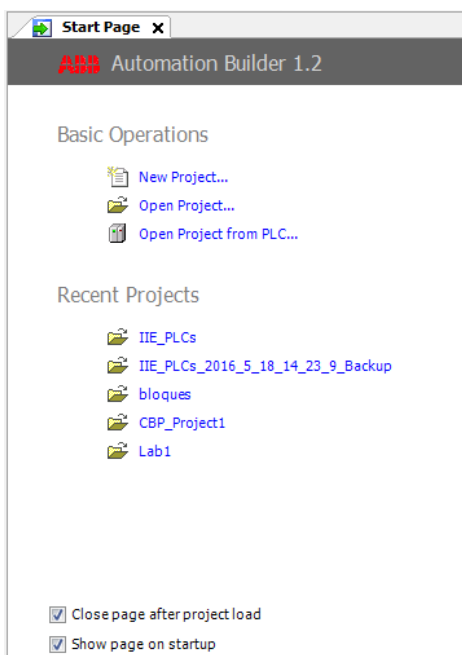 Start Page X
ABB Automation Builder 1.2
Basic Operations
New Project...
Open Project...
Open Project from PLC...
Recent Projects
IIE_PLCs
IIE_PLCs_2016_5_18_14_23_9_Backup
bloques
CBP_Project1
Lab1
Close page after project load
Show page on startup